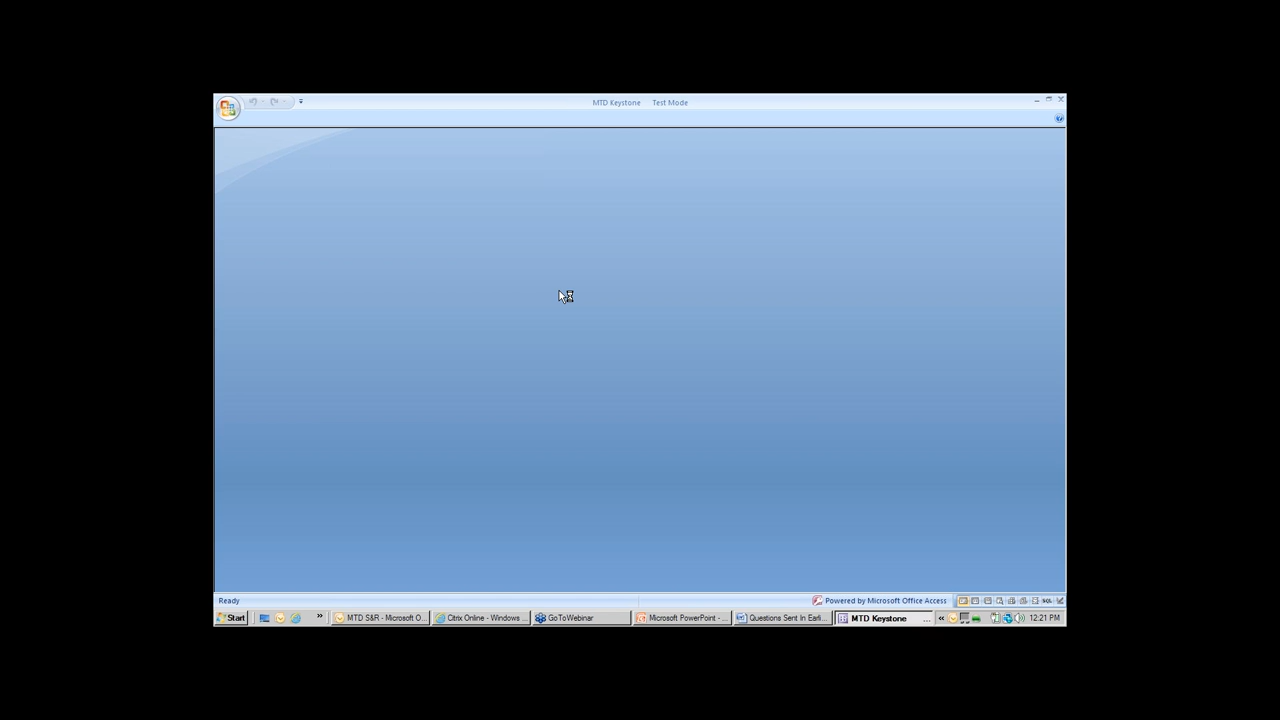 MTD Keystone Test Mode
Ready
Powered by Microsoft Office Access
SQL
Start
»
MTD S&R - Microsoft O...
Citrix Online - Windows ...
GoToWebinar
Microsoft PowerPoint - ...
Questions Sent In Earli...
MTD Keystone ...
«
12:21 PM